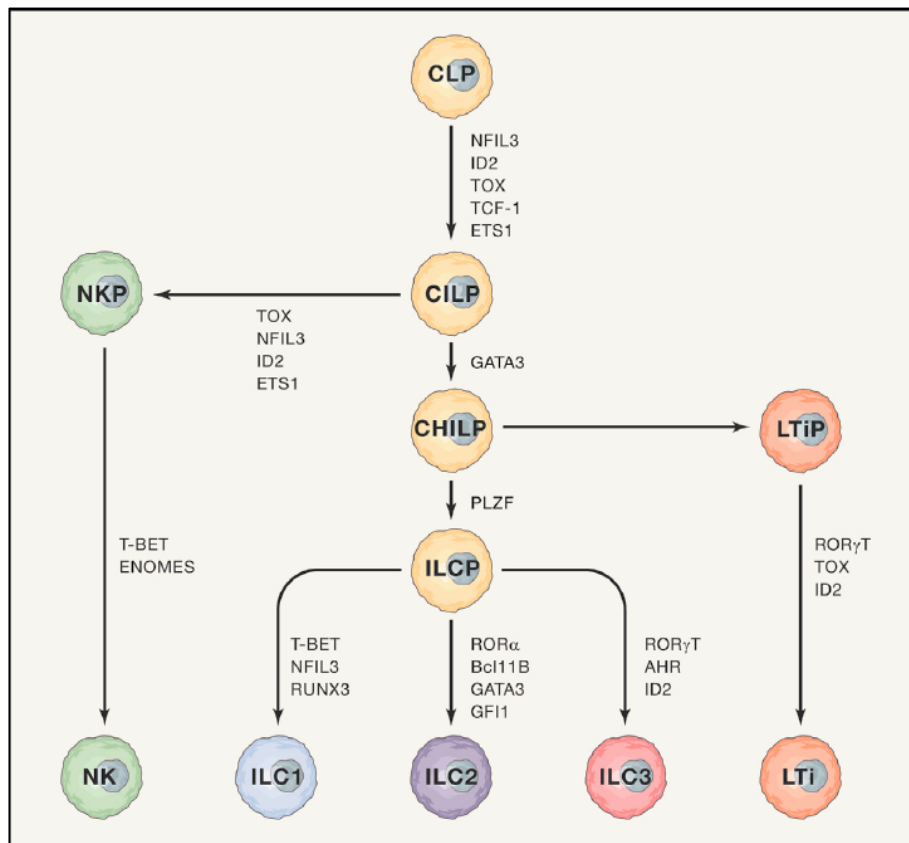 CLP
NFIL3
ID2
TOX
TCF-1
ETS1
NKP
CILP
TOX
NFIL3
ID2
ETS1
GATA3
CHILP
LTiP
PLZF
T-BET
ENOMES
ILCP
RORγT
TOX
ID2
T-BET
NFIL3
RUNX3
RORα
Bcl11B
GATA3
GFI1
RORγT
AHR
ID2
NK
ILC1
ILC2
ILC3
LTi